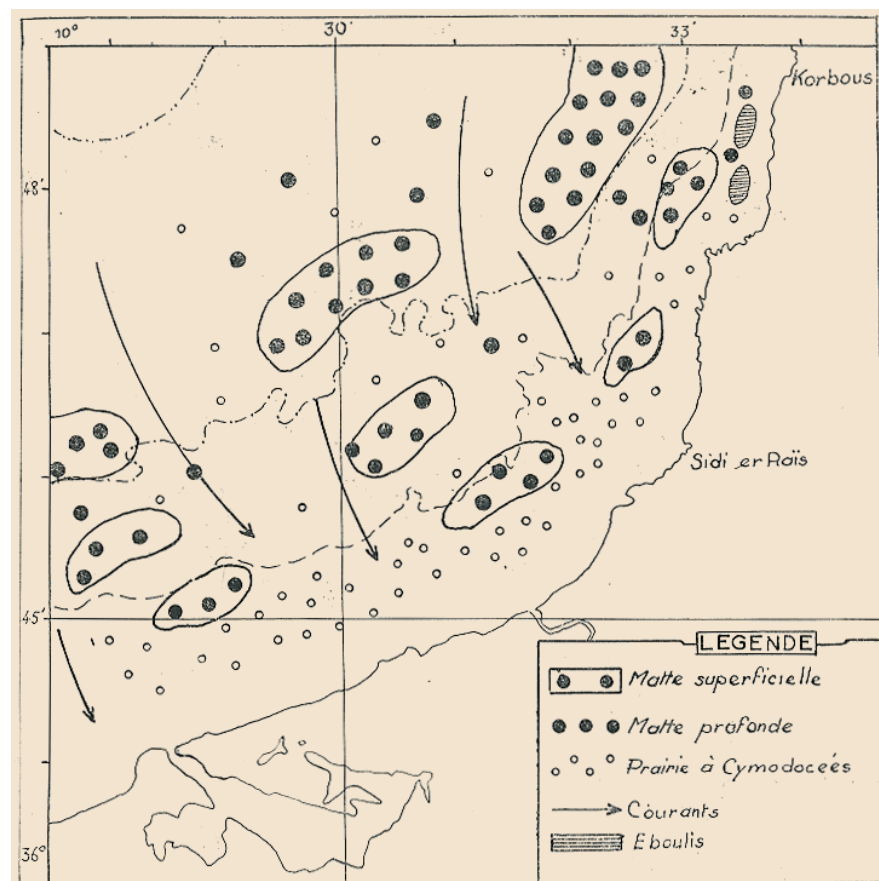 10° 30' 33'
Korbous
48'
Sidi er Raïs
45'
LEGENDE
Matte superficielle
Matte profonde
Prairie à Cymodocées
Courants
Eboulis
36°